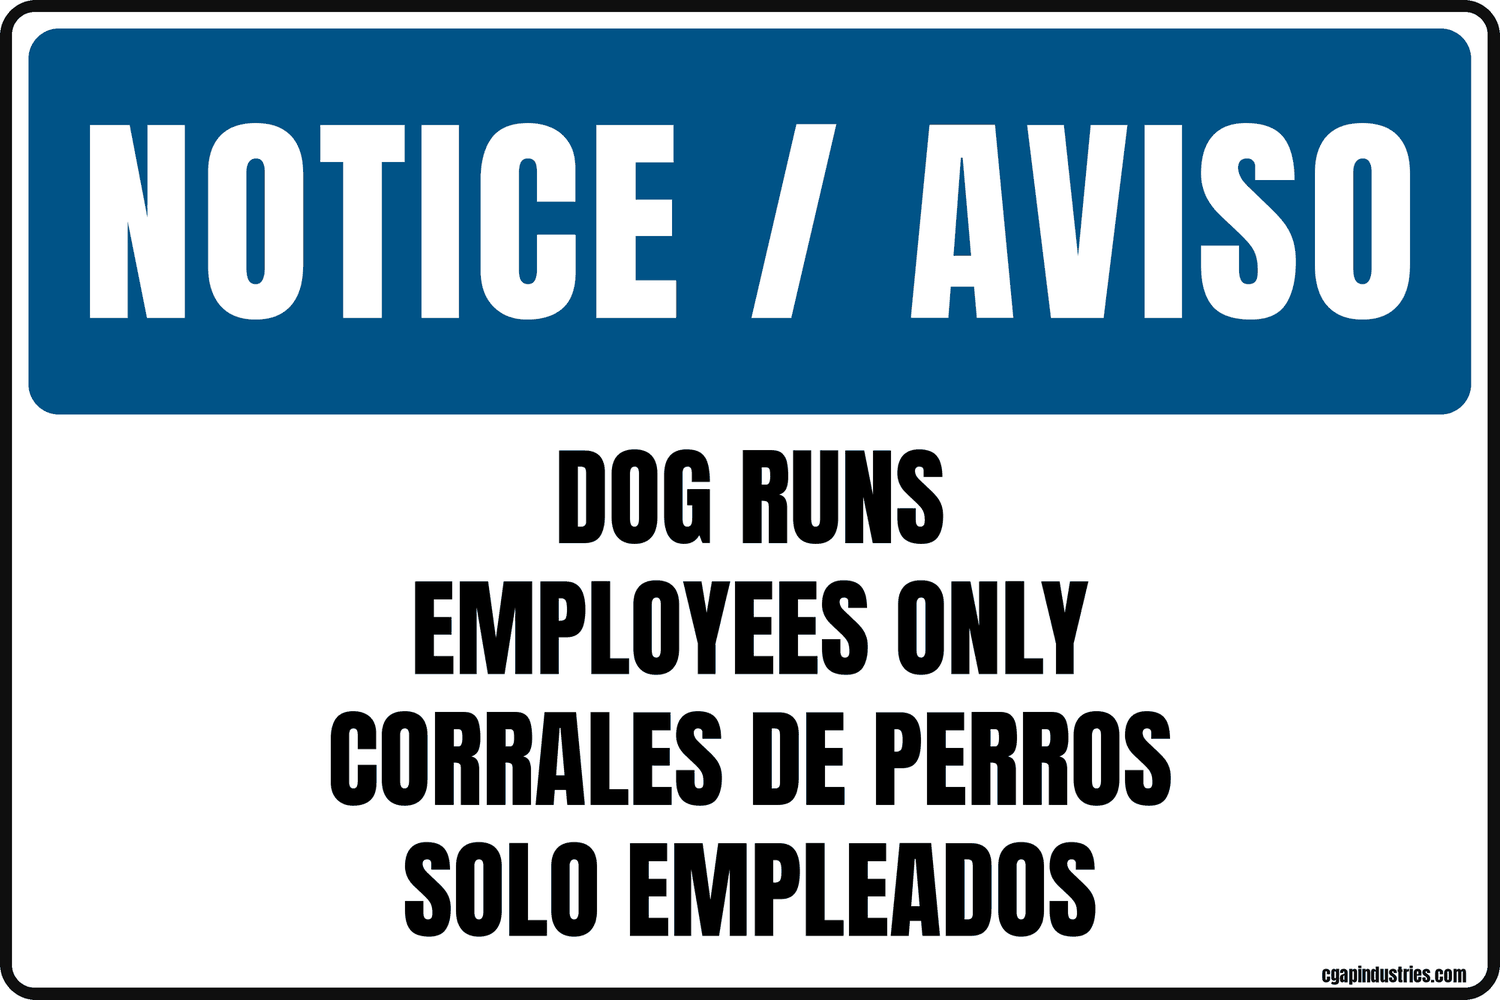 NOTICE / AVISO
DOG RUNS
EMPLOYEES ONLY
CORRALES DE PERROS
SOLO EMPLEADOS
cgapindustries.com